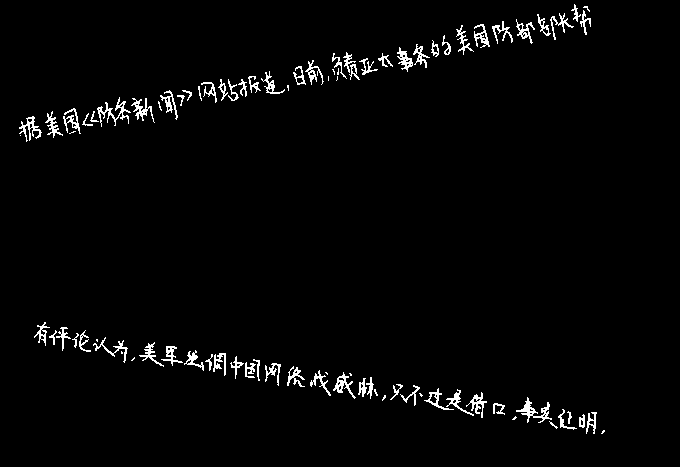 据美国《防务新闻》网站报道,日前,负责亚太事务的美国防部部长帮
有评论认为,美军强调中国网络战威胁,只不过是借口,事实证明,